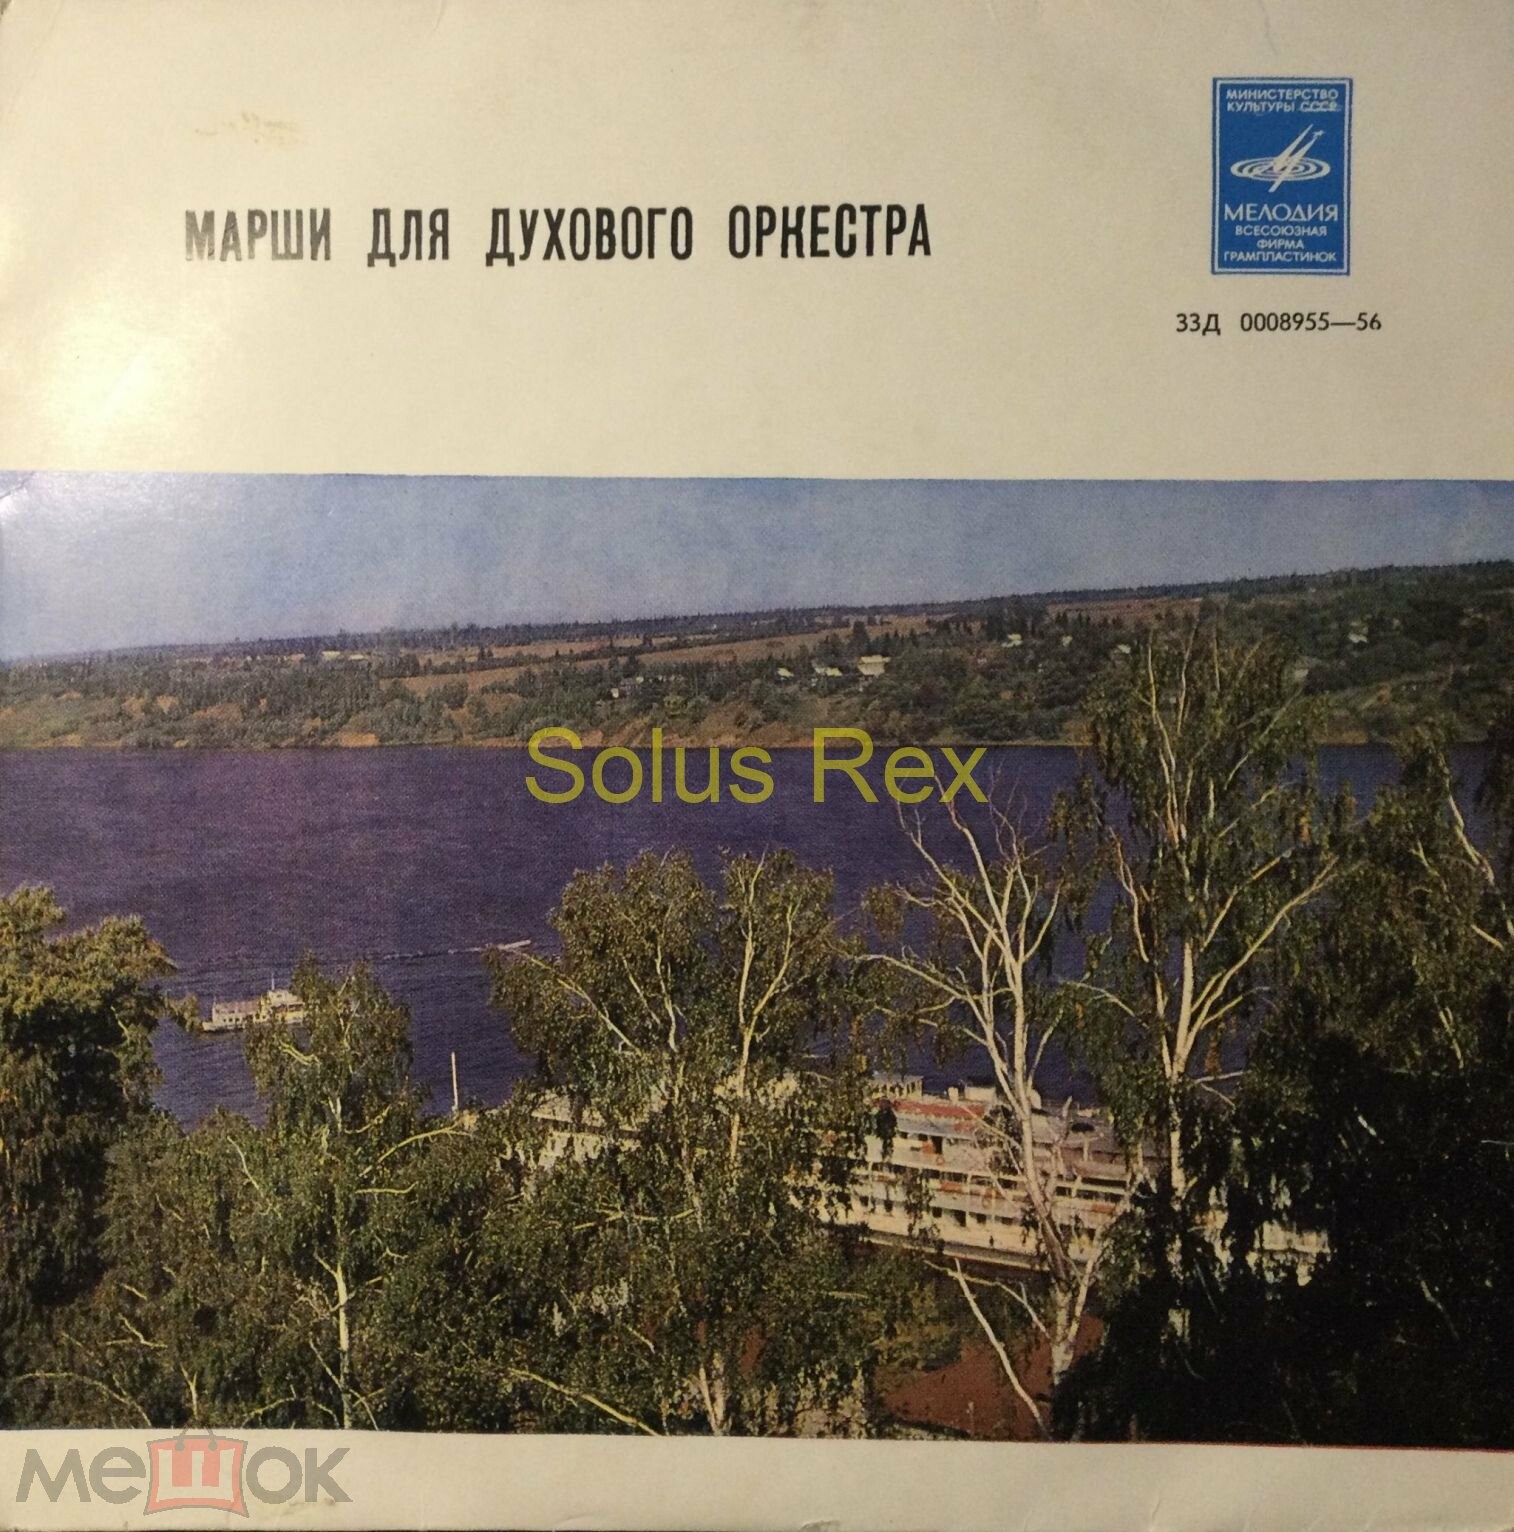 МИНИСТЕРСТВО
КУЛЬТУРЫ СССР
МЕЛОДИЯ
ВСЕСОЮЗНАЯ
ФИРМА
ГРАМПЛАСТИНОК
МАРШИ ДЛЯ ДУХОВОГО ОРКЕСТРА
33Д 0008955—56
Solus Rex
мешок